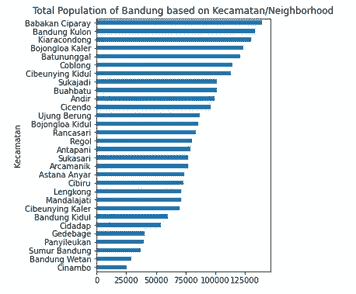 Total Population of Bandung based on Kecamatan/Neighborhood
Babakan Ciparay
Bandung Kulon
Kiaracondong
Bojongloa Kaler
Batununggal
Coblong
Cibeunying Kidul
Sukajadi
Buahbatu
Andir
Cicendo
Ujung Berung
Bojongloa Kidul
Rancasari
Regol
Antapani
Sukasari
Arcamanik
Astana Anyar
Cibiru
Lengkong
Mandalajati
Cibeunying Kaler
Bandung Kidul
Cidadap
Gedebage
Panyileukan
Sumur Bandung
Bandung Wetan
Cinambo
Kecamatan
0 25000 50000 75000 100000 125000